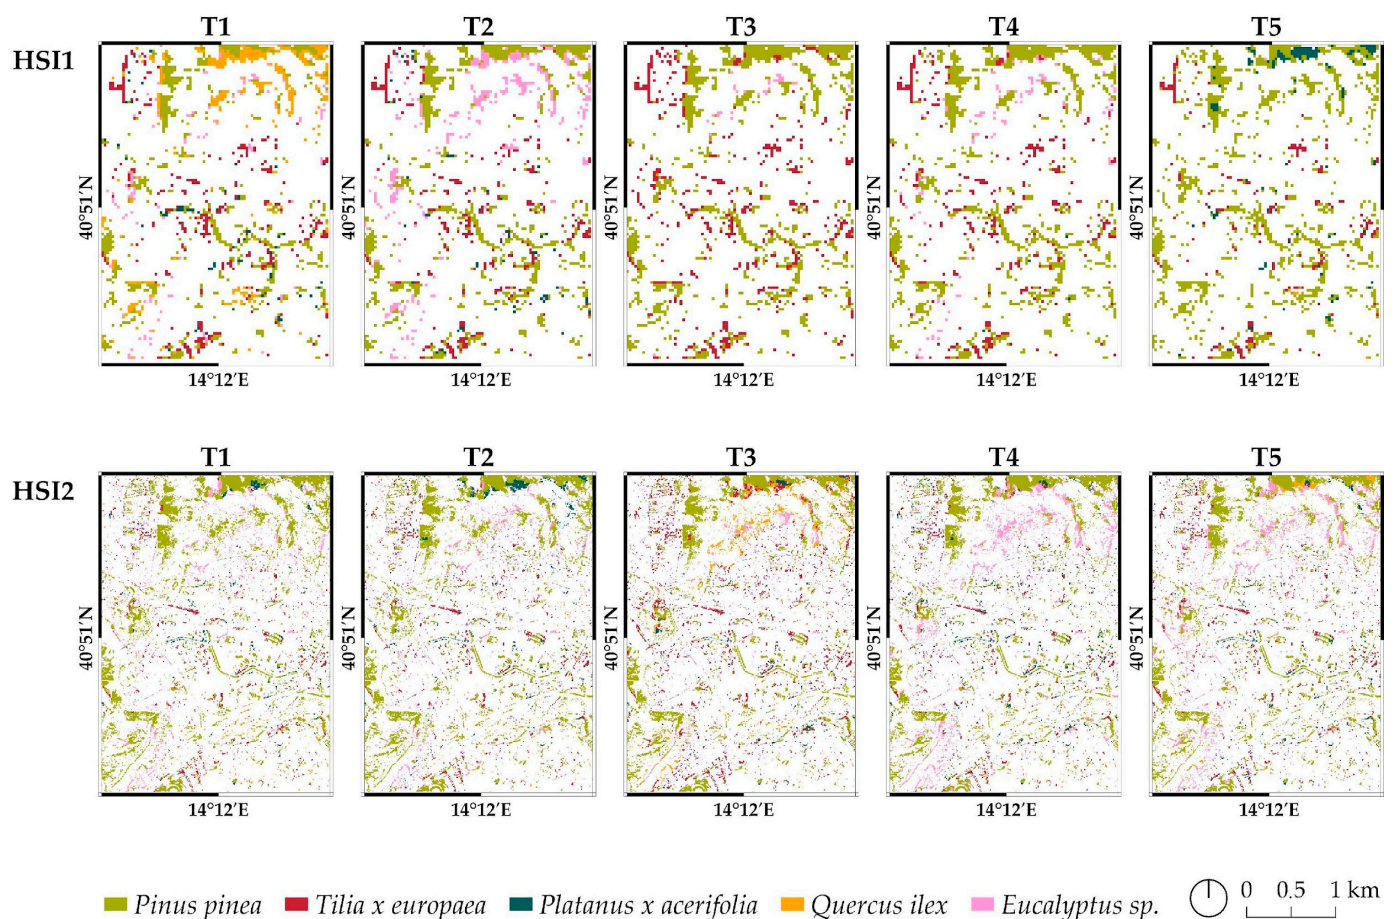 T1 T2 T3 T4 T5
HSI1
40°51′N 40°51′N 40°51′N 40°51′N 40°51′N
14°12′E 14°12′E 14°12′E 14°12′E 14°12′E
T1 T2 T3 T4 T5
HSI2
40°51′N 40°51′N 40°51′N 40°51′N 40°51′N
14°12′E 14°12′E 14°12′E 14°12′E 14°12′E
Pinus pinea Tilia x europaea Platanus x acerifolia Quercus ilex Eucalyptus sp. 0 0.5 1 km